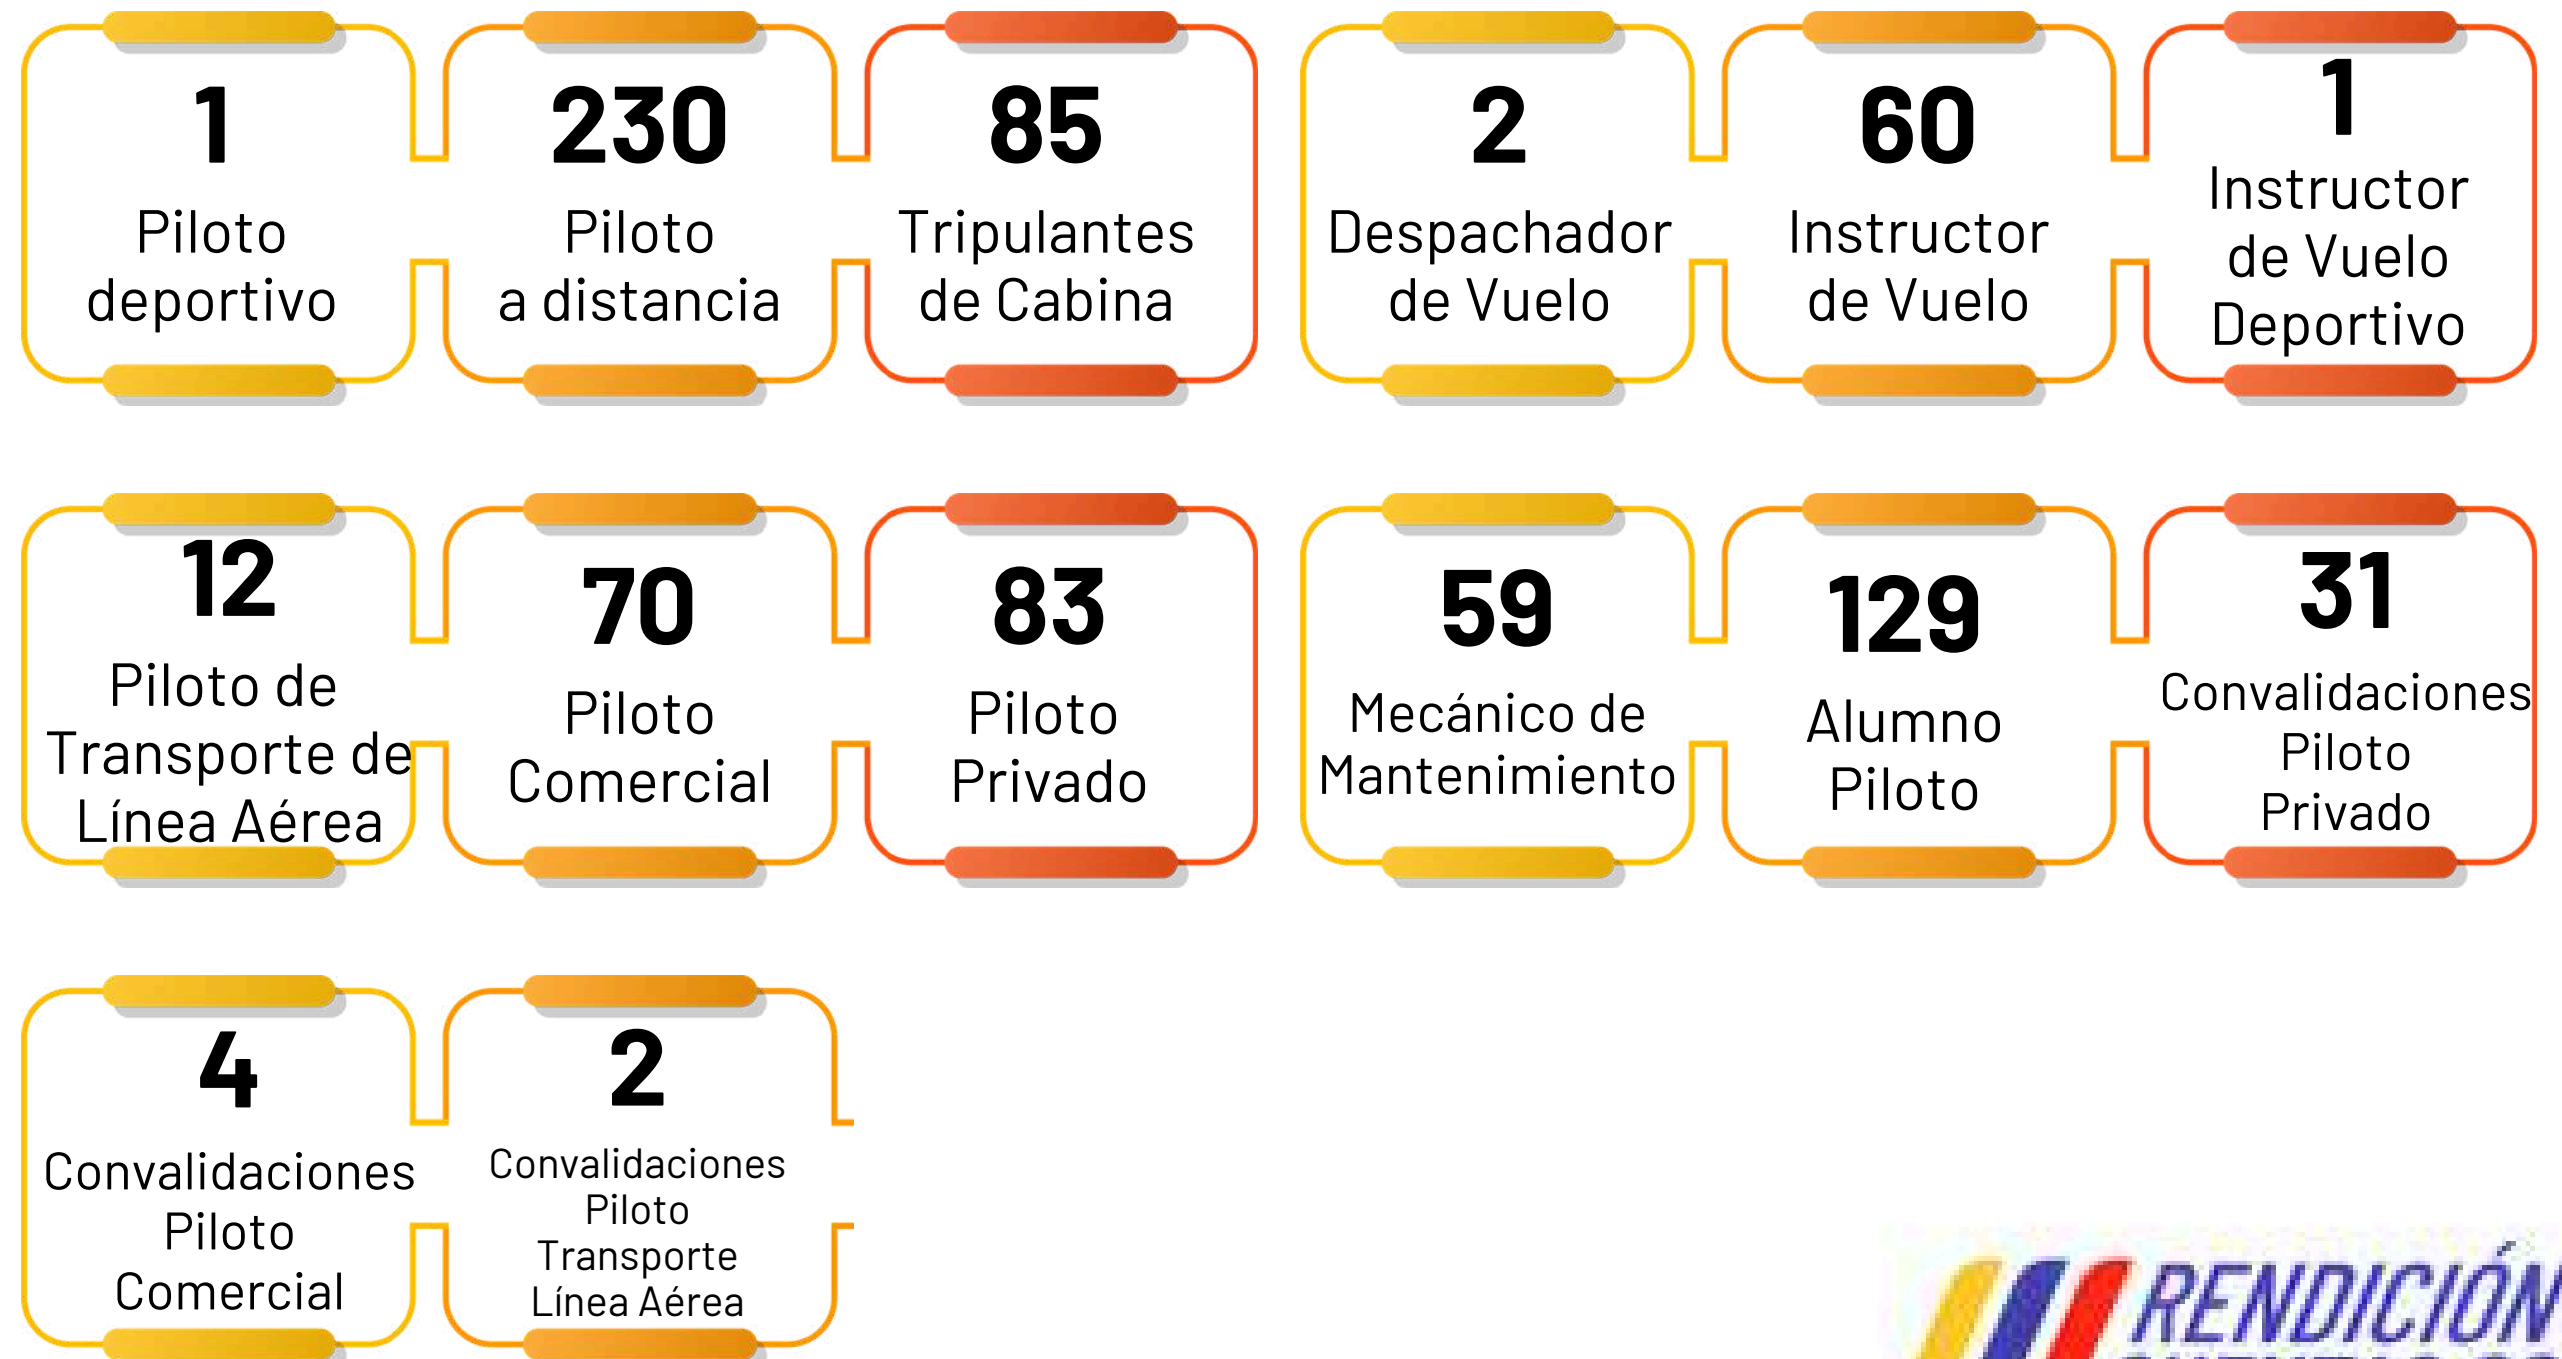 1
Piloto
deportivo
230
Piloto
a distancia
85
Tripulantes
de Cabina
2
Despachador
de Vuelo
60
Instructor
de Vuelo
1
Instructor
de Vuelo
Deportivo
12
Piloto de
Transporte de
Línea Aérea
70
Piloto
Comercial
83
Piloto
Privado
59
Mecánico de
Mantenimiento
129
Alumno
Piloto
31
Convalidaciones
Piloto
Privado
4
Convalidaciones
Piloto
Comercial
2
Convalidaciones
Piloto
Transporte
Línea Aérea
RENDICIÓN